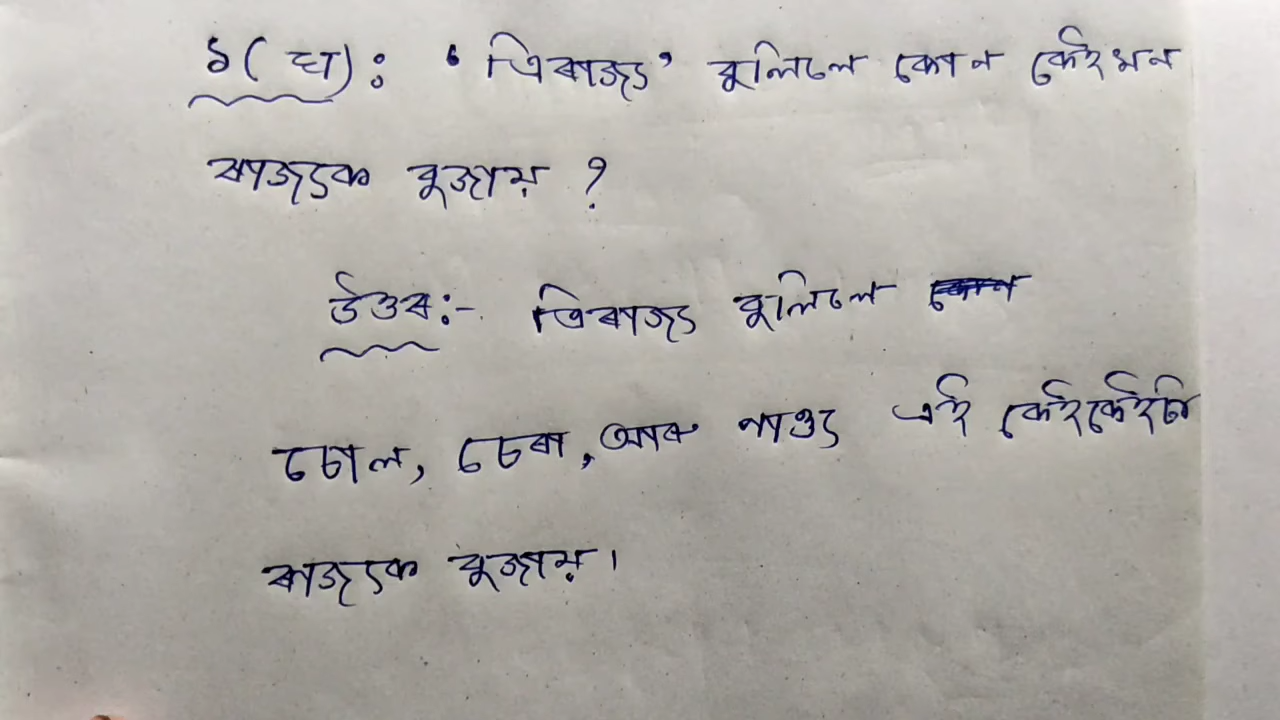 ১(ঘ): 'ত্ৰিৰাজ্য' বুলিলে কোন কেইখন
ৰাজ্যক বুজায় ?
উত্তৰ:- ত্ৰিৰাজ্য বুলিলে
চোল, চেৰা, আৰু পাণ্ড্য এই কেইকেইটা
ৰাজ্যক বুজায়।